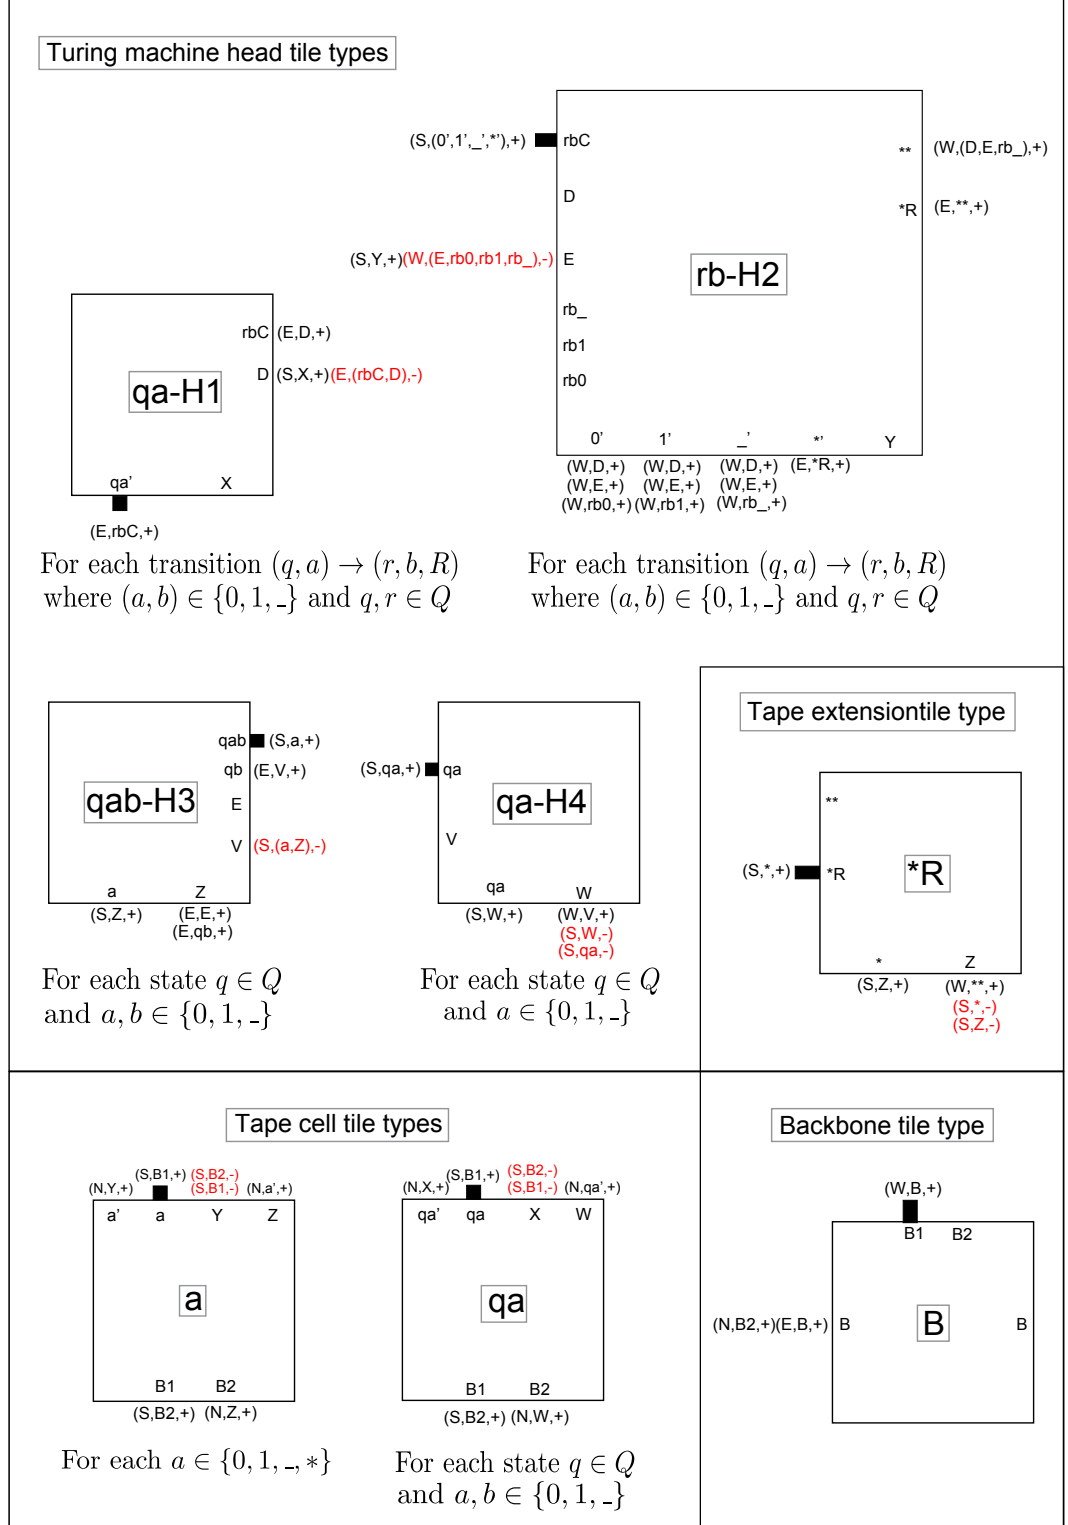 Turing machine head tile types
(S,(0',1',_',*'),+)
rbC
**
(W,(D,E,rb_),+)
D
*R
(E,**,+)
(S,Y,+)(W,(E,rb0,rb1,rb_),-)
E
rb-H2
rb_
rbC
(E,D,+)
rb1
D
(S,X,+)(E,(rbC,D),-)
qa-H1
rb0
0'
1'
_'
*'
Y
(W,D,+)
(W,D,+)
(W,D,+)
(E,*R,+)
(W,E,+)
(W,E,+)
(W,E,+)
(W,rb0,+)
(W,rb1,+)
(W,rb_,+)
qa'
X
(E,rbC,+)
For each transition (q, a) → (r, b, R)
where (a, b) ∈ {0, 1, _} and q, r ∈ Q
For each transition (q, a) → (r, b, R)
where (a, b) ∈ {0, 1, _} and q, r ∈ Q
qab
(S,a,+)
qb
(E,V,+)
qab-H3
E
V
(S,(a,Z),-)
a
Z
(S,Z,+)
(E,E,+)
(E,qb,+)
For each state q ∈ Q
and a, b ∈ {0, 1, _}
(S,qa,+)
qa
qa-H4
V
qa
W
(S,W,+)
(W,V,+)
(S,W,-)
(S,qa,-)
For each state q ∈ Q
and a ∈ {0, 1, _}
Tape extensiontile type
**
(S,*,+)
*R
*R
*
Z
(S,Z,+)
(W,**,+)
(S,*,-)
(S,Z,-)
Tape cell tile types
(S,B1,+)
(S,B2,-)
(N,Y,+)
(S,B1,-)
(N,a',+)
a'
a
Y
Z
a
B1
B2
(S,B2,+)
(N,Z,+)
For each a ∈ {0, 1, _, *}
(S,B1,+)
(S,B2,-)
(N,X,+)
(S,B1,-)
(N,qa',+)
qa'
qa
X
W
qa
B1
B2
(S,B2,+)
(N,W,+)
For each state q ∈ Q
and a, b ∈ {0, 1, _}
Backbone tile type
(W,B,+)
B1
B2
(N,B2,+)(E,B,+)
B
B
B